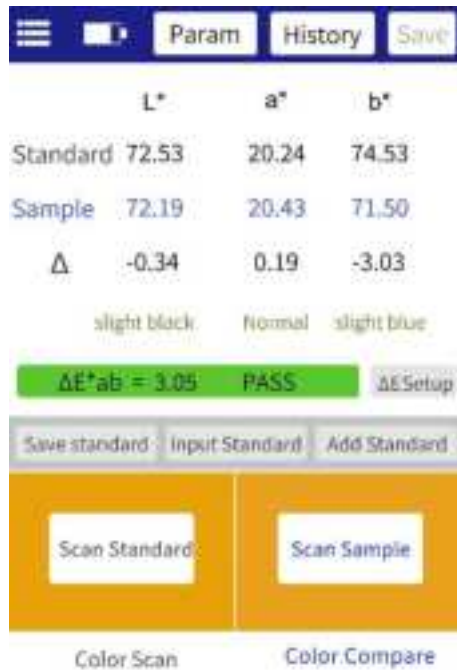 Param History Save
L* a* b*
Standard 72.53 20.24 74.53
Sample 72.19 20.43 71.50
Δ -0.34 0.19 -3.03
slight black Normal slight blue
ΔE*ab = 3.05 PASS ΔESetup
Save standard Input Standard Add Standard
Scan Standard Scan Sample
Color Scan Color Compare